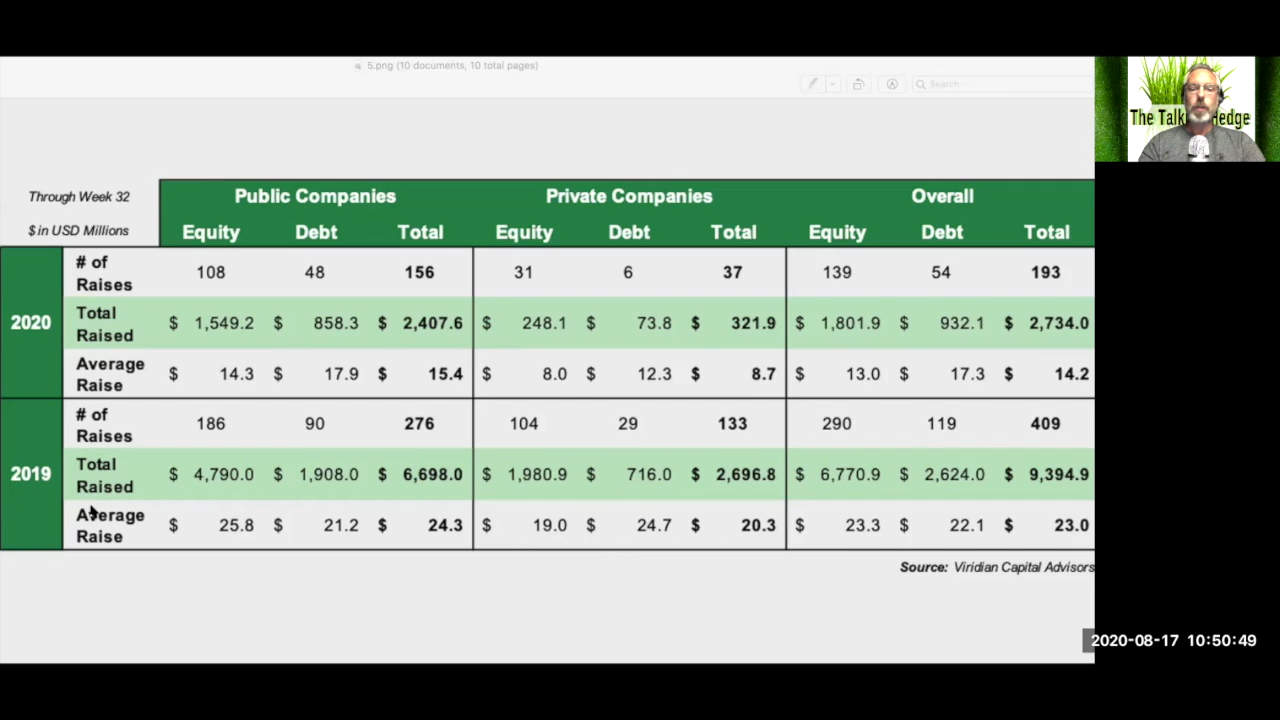 5.png (10 documents, 10 total pages)
Search
The Talk
edge
Through Week 32
Public Companies Private Companies Overall
$ in USD Millions
Equity Debt Total Equity Debt Total Equity Debt Total
2020
# of Raises 108 48 156 31 6 37 139 54 193
Total Raised $ 1,549.2 $ 858.3 $ 2,407.6 $ 248.1 $ 73.8 $ 321.9 $ 1,801.9 $ 932.1 $ 2,734.0
Average Raise $ 14.3 $ 17.9 $ 15.4 $ 8.0 $ 12.3 $ 8.7 $ 13.0 $ 17.3 $ 14.2
2019
# of Raises 186 90 276 104 29 133 290 119 409
Total Raised $ 4,790.0 $ 1,908.0 $ 6,698.0 $ 1,980.9 $ 716.0 $ 2,696.8 $ 6,770.9 $ 2,624.0 $ 9,394.9
Average Raise $ 25.8 $ 21.2 $ 24.3 $ 19.0 $ 24.7 $ 20.3 $ 23.3 $ 22.1 $ 23.0
Source: Viridian Capital Advisors
2020-08-17 10:50:49